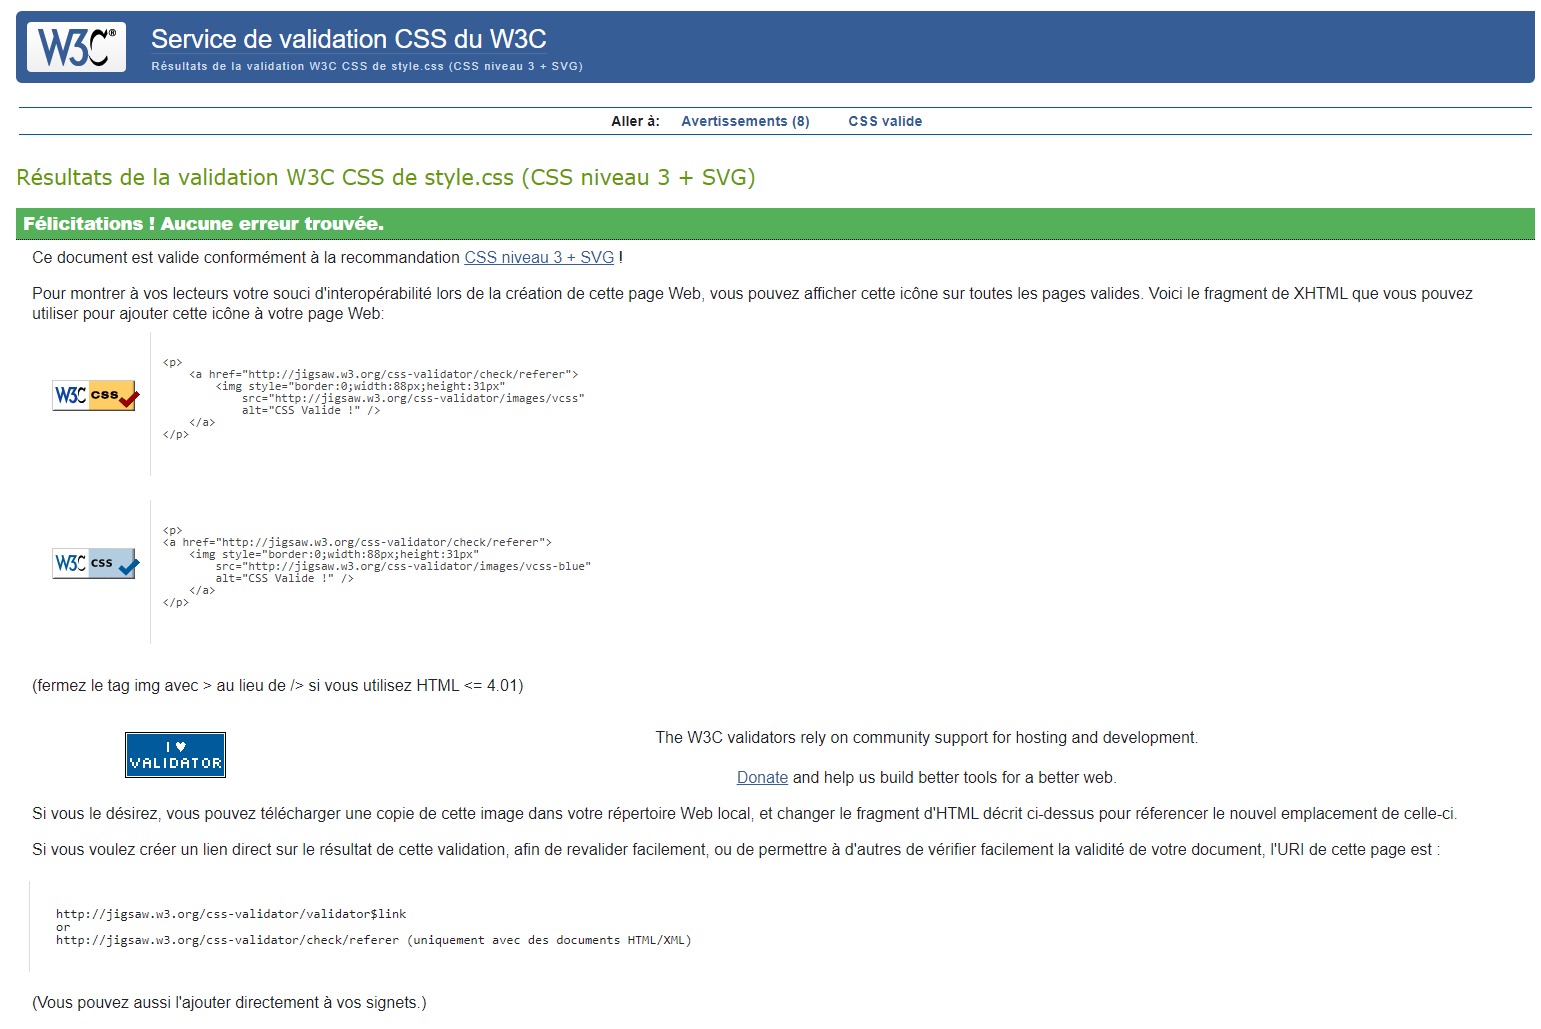 W3C®
Service de validation CSS du W3C
Résultats de la validation W3C CSS de style.css (CSS niveau 3 + SVG)
Aller à: Avertissements (8) CSS valide
Résultats de la validation W3C CSS de style.css (CSS niveau 3 + SVG)
Félicitations ! Aucune erreur trouvée.
Ce document est valide conformément à la recommandation CSS niveau 3 + SVG !
Pour montrer à vos lecteurs votre souci d'interopérabilité lors de la création de cette page Web, vous pouvez afficher cette icône sur toutes les pages valides. Voici le fragment de XHTML que vous pouvez
utiliser pour ajouter cette icône à votre page Web:
W3C css
<p>
<a href="http://jigsaw.w3.org/css-validator/check/referer">
<img style="border:0;width:88px;height:31px"
src="http://jigsaw.w3.org/css-validator/images/vcss"
alt="CSS Valide !" />
</a>
</p>
W3C css
<p>
<a href="http://jigsaw.w3.org/css-validator/check/referer">
<img style="border:0;width:88px;height:31px"
src="http://jigsaw.w3.org/css-validator/images/vcss-blue"
alt="CSS Valide !" />
</a>
</p>
(fermez le tag img avec > au lieu de /> si vous utilisez HTML <= 4.01)
I ♥
VALIDATOR
The W3C validators rely on community support for hosting and development.
Donate and help us build better tools for a better web.
Si vous le désirez, vous pouvez télécharger une copie de cette image dans votre répertoire Web local, et changer le fragment d'HTML décrit ci-dessus pour réferencer le nouvel emplacement de celle-ci.
Si vous voulez créer un lien direct sur le résultat de cette validation, afin de revalider facilement, ou de permettre à d'autres de vérifier facilement la validité de votre document, l'URI de cette page est :
http://jigsaw.w3.org/css-validator/validator$link
or
http://jigsaw.w3.org/css-validator/check/referer (uniquement avec des documents HTML/XML)
(Vous pouvez aussi l'ajouter directement à vos signets.)